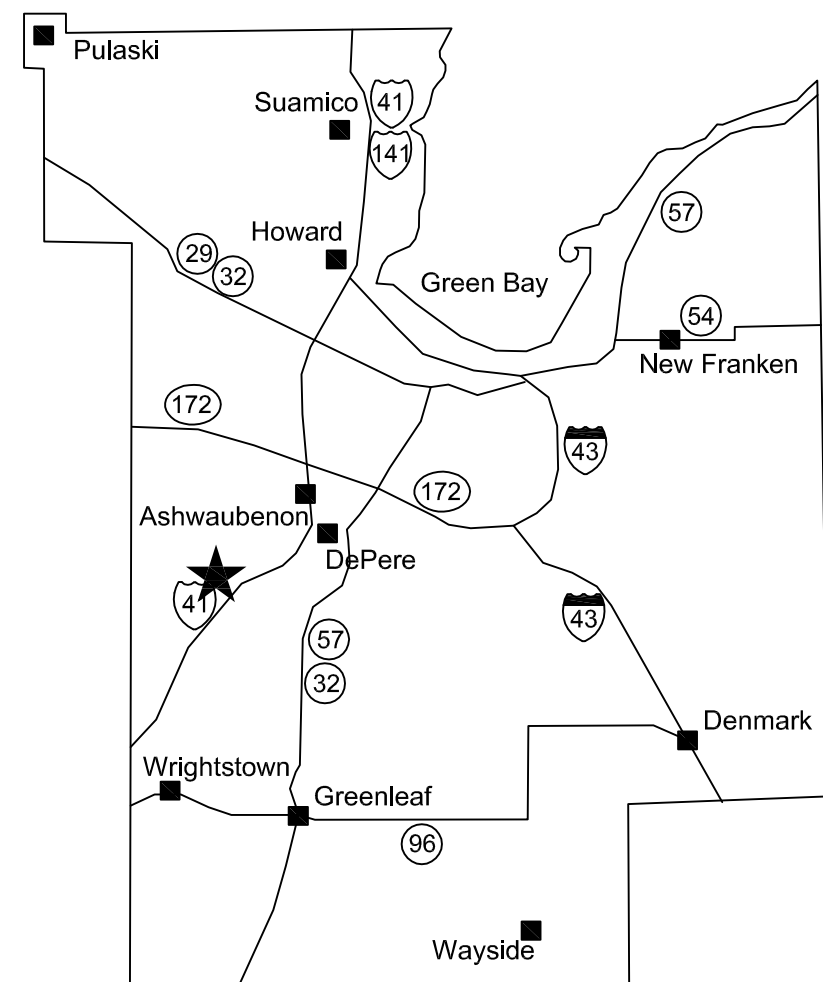 Pulaski
Suamico
41
141
57
Howard
29
32
Green Bay
54
New Franken
172
43
172
Ashwaubenon
DePere
41
43
57
32
Denmark
Wrightstown
Greenleaf
96
Wayside